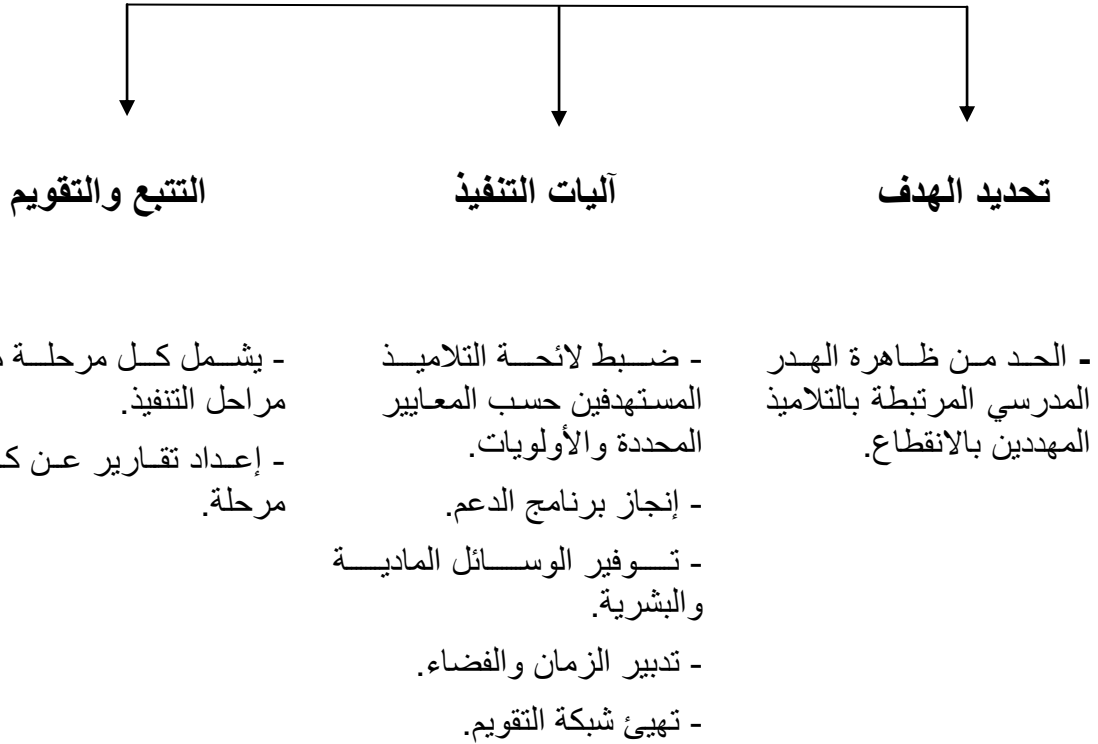 تحديد الهدف
آليات التنفيذ
التتبع والتقويم
- الحد من ظاهرة الهدر
المدرسي المرتبطة بالتلاميذ
المهددين بالانقطاع.
- ضبط لائحة التلاميذ
المستهدفين حسب المعايير
المحددة والأولويات.
- إنجاز برنامج الدعم.
- توفير الوسائل المادية
والبشرية.
- تدبير الزمان والفضاء.
- تهيئ شبكة التقويم.
- يشمل كل مرحلة
مراحل التنفيذ.
- إعداد تقارير عن
مرحلة.